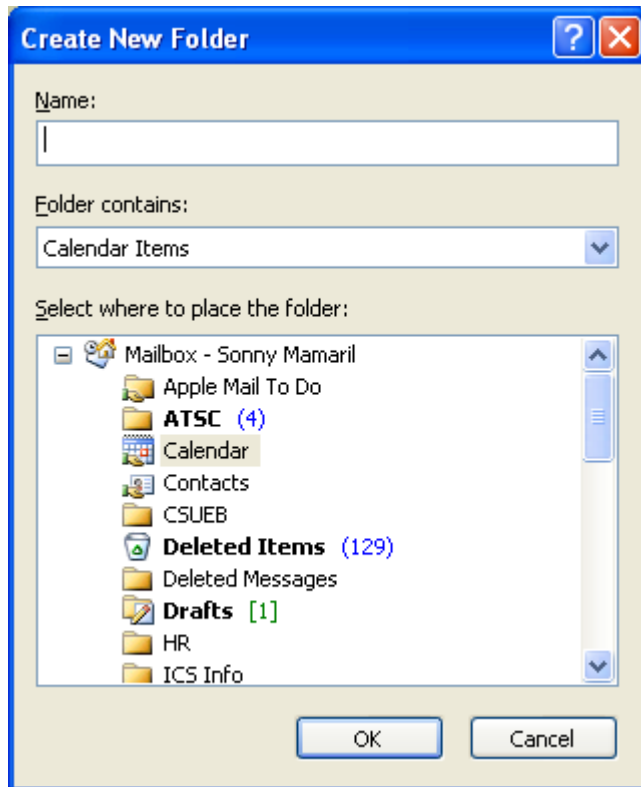 Create New Folder
Name:
Folder contains:
Calendar Items
Select where to place the folder:
Mailbox - Sonny Mamaril
Apple Mail To Do
ATSC (4)
Calendar
Contacts
CSUEB
Deleted Items (129)
Deleted Messages
Drafts [1]
HR
ICS Info
OK Cancel